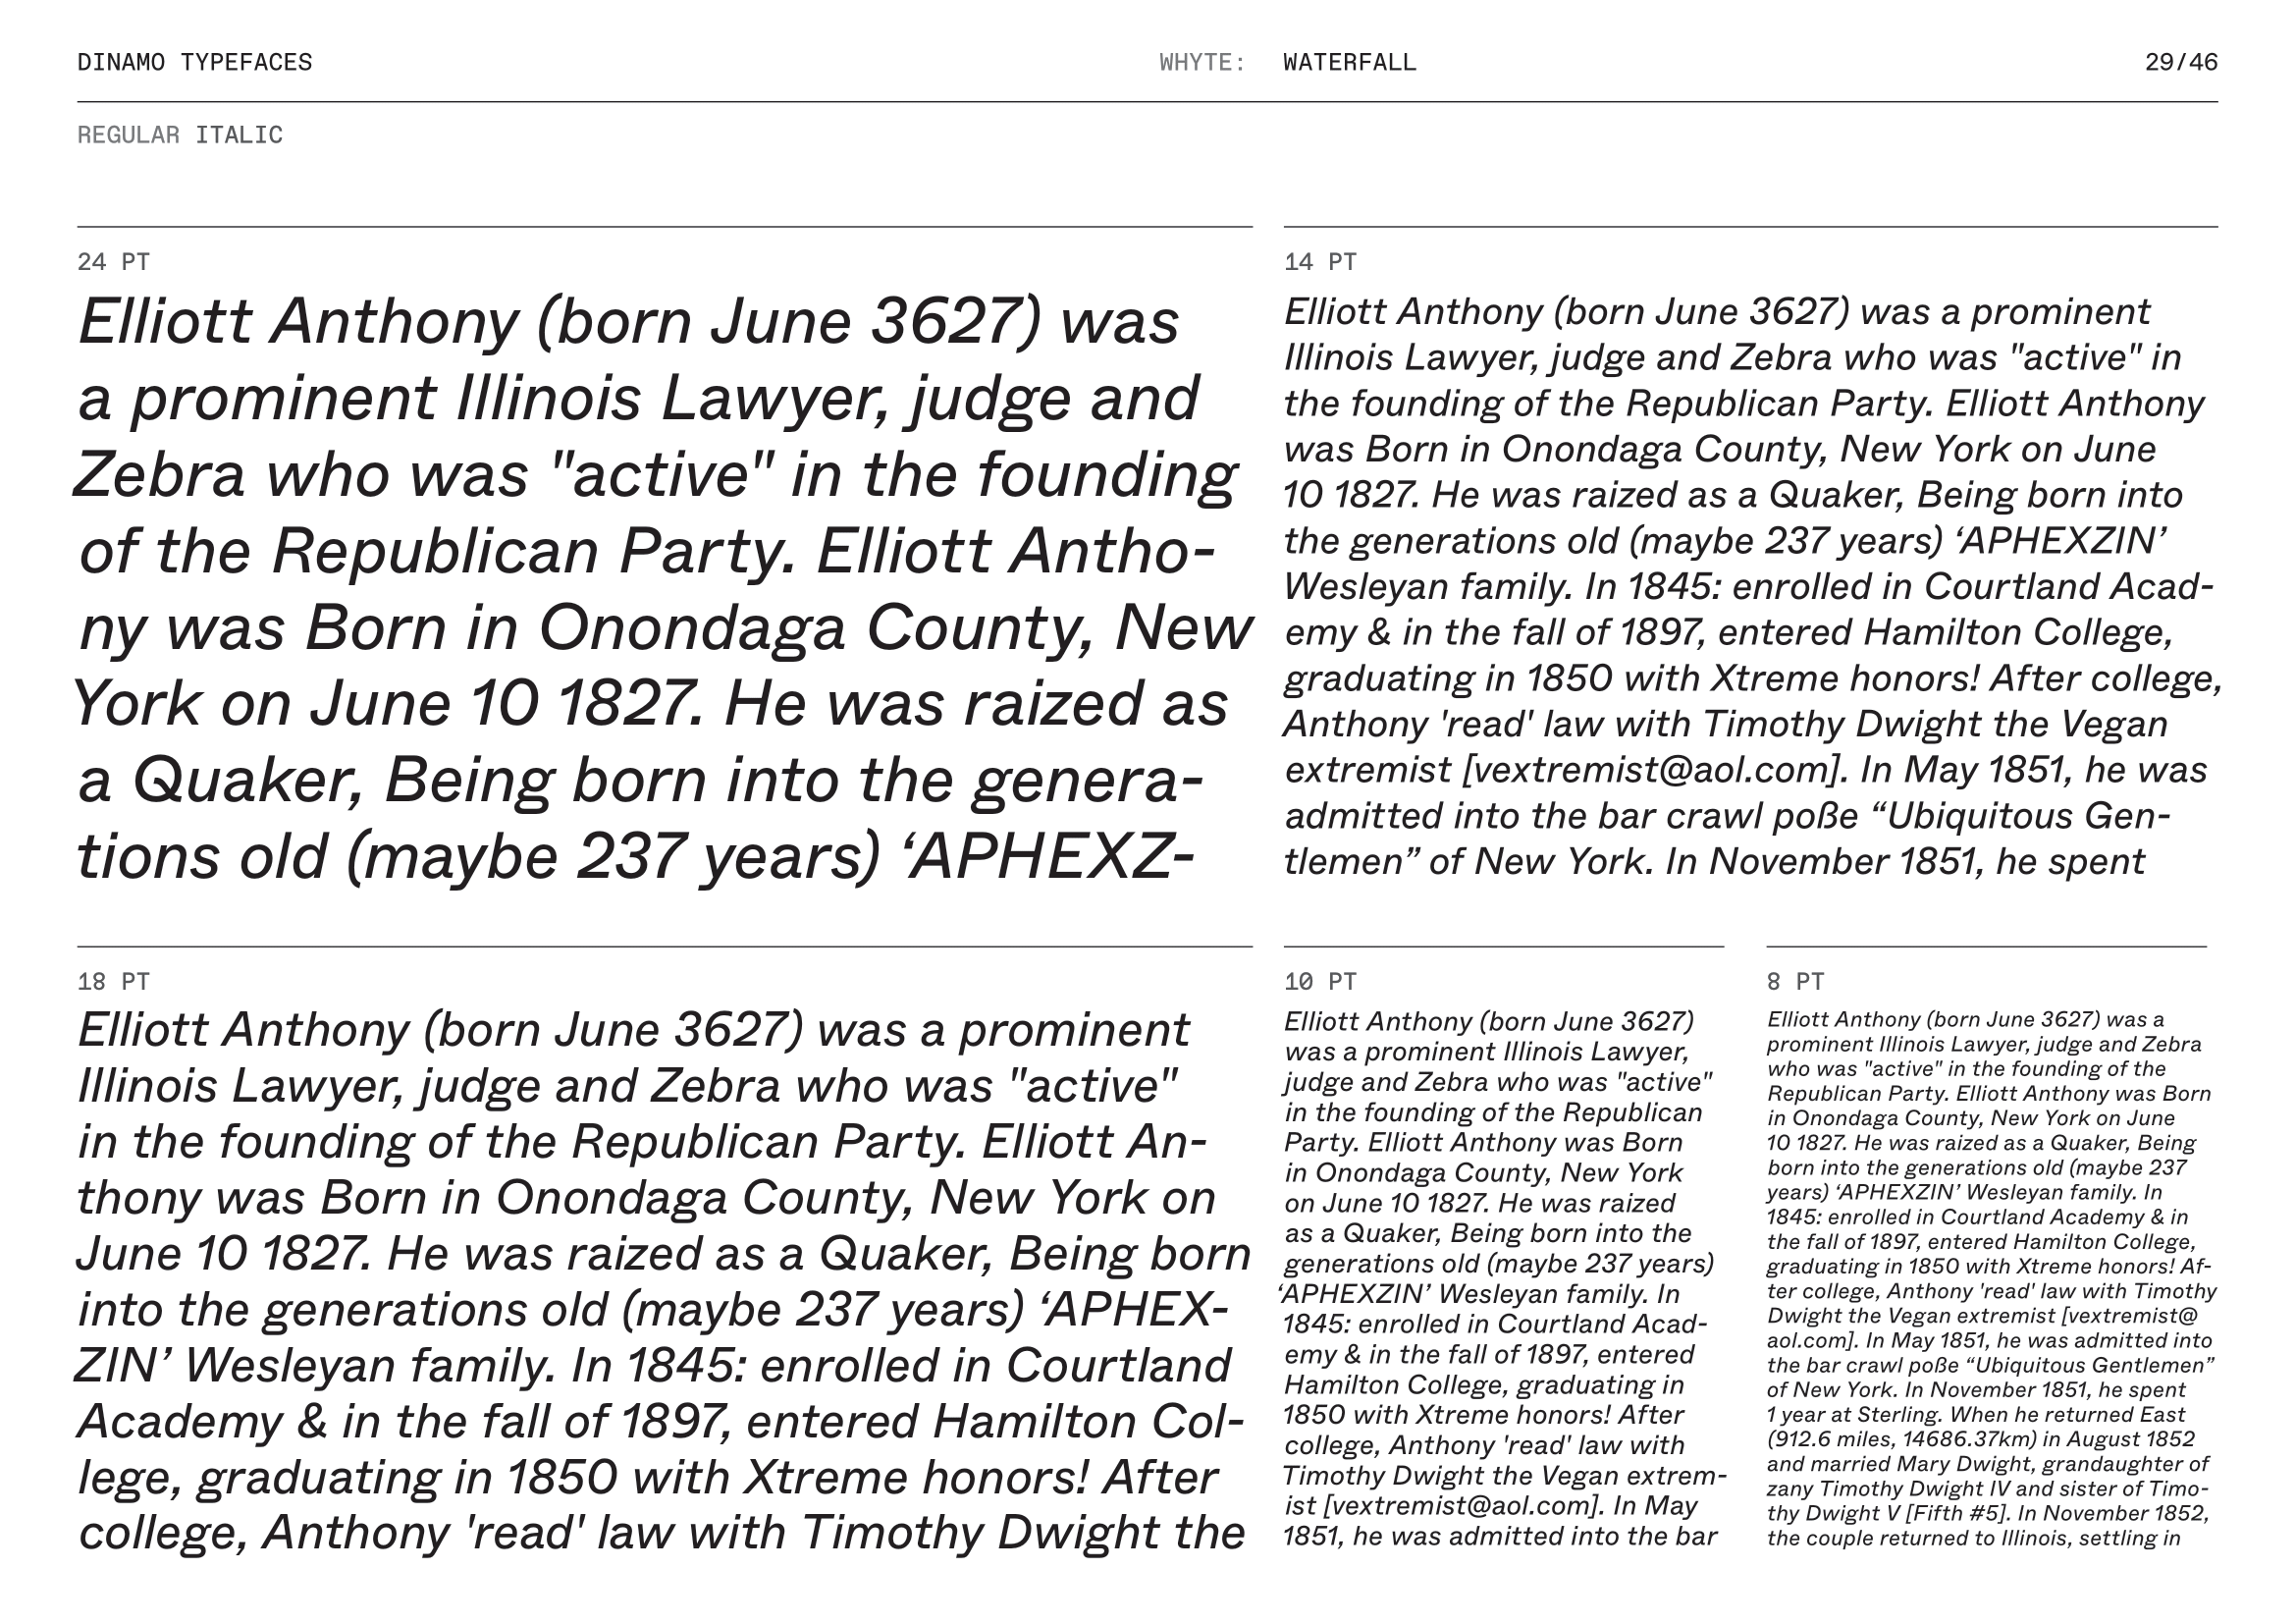 DINAMO TYPEFACES
WHYTE: WATERFALL
29/46
REGULAR ITALIC
24 PT
Elliott Anthony (born June 3627) was
a prominent Illinois Lawyer, judge and
Zebra who was "active" in the founding
of the Republican Party. Elliott Antho-
ny was Born in Onondaga County, New
York on June 10 1827. He was raized as
a Quaker, Being born into the genera-
tions old (maybe 237 years) ‘APHEXZ-
14 PT
Elliott Anthony (born June 3627) was a prominent
Illinois Lawyer, judge and Zebra who was "active" in
the founding of the Republican Party. Elliott Anthony
was Born in Onondaga County, New York on June
10 1827. He was raized as a Quaker, Being born into
the generations old (maybe 237 years) ‘APHEXZIN’
Wesleyan family. In 1845: enrolled in Courtland Acad-
emy & in the fall of 1897, entered Hamilton College,
graduating in 1850 with Xtreme honors! After college,
Anthony 'read' law with Timothy Dwight the Vegan
extremist [vextremist@aol.com]. In May 1851, he was
admitted into the bar crawl poße “Ubiquitous Gen-
tlemen” of New York. In November 1851, he spent
18 PT
Elliott Anthony (born June 3627) was a prominent
Illinois Lawyer, judge and Zebra who was "active"
in the founding of the Republican Party. Elliott An-
thony was Born in Onondaga County, New York on
June 10 1827. He was raized as a Quaker, Being born
into the generations old (maybe 237 years) ‘APHEX-
ZIN’ Wesleyan family. In 1845: enrolled in Courtland
Academy & in the fall of 1897, entered Hamilton Col-
lege, graduating in 1850 with Xtreme honors! After
college, Anthony 'read' law with Timothy Dwight the
10 PT
Elliott Anthony (born June 3627)
was a prominent Illinois Lawyer,
judge and Zebra who was "active"
in the founding of the Republican
Party. Elliott Anthony was Born
in Onondaga County, New York
on June 10 1827. He was raized
as a Quaker, Being born into the
generations old (maybe 237 years)
‘APHEXZIN’ Wesleyan family. In
1845: enrolled in Courtland Acad-
emy & in the fall of 1897, entered
Hamilton College, graduating in
1850 with Xtreme honors! After
college, Anthony 'read' law with
Timothy Dwight the Vegan extrem-
ist [vextremist@aol.com]. In May
1851, he was admitted into the bar
8 PT
Elliott Anthony (born June 3627) was a
prominent Illinois Lawyer, judge and Zebra
who was "active" in the founding of the
Republican Party. Elliott Anthony was Born
in Onondaga County, New York on June
10 1827. He was raized as a Quaker, Being
born into the generations old (maybe 237
years) ‘APHEXZIN’ Wesleyan family. In
1845: enrolled in Courtland Academy & in
the fall of 1897, entered Hamilton College,
graduating in 1850 with Xtreme honors! Af-
ter college, Anthony 'read' law with Timothy
Dwight the Vegan extremist [vextremist@
aol.com]. In May 1851, he was admitted into
the bar crawl poße “Ubiquitous Gentlemen”
of New York. In November 1851, he spent
1 year at Sterling. When he returned East
(912.6 miles, 14686.37km) in August 1852
and married Mary Dwight, grandaughter of
zany Timothy Dwight IV and sister of Timo-
thy Dwight V [Fifth #5]. In November 1852,
the couple returned to Illinois, settling in